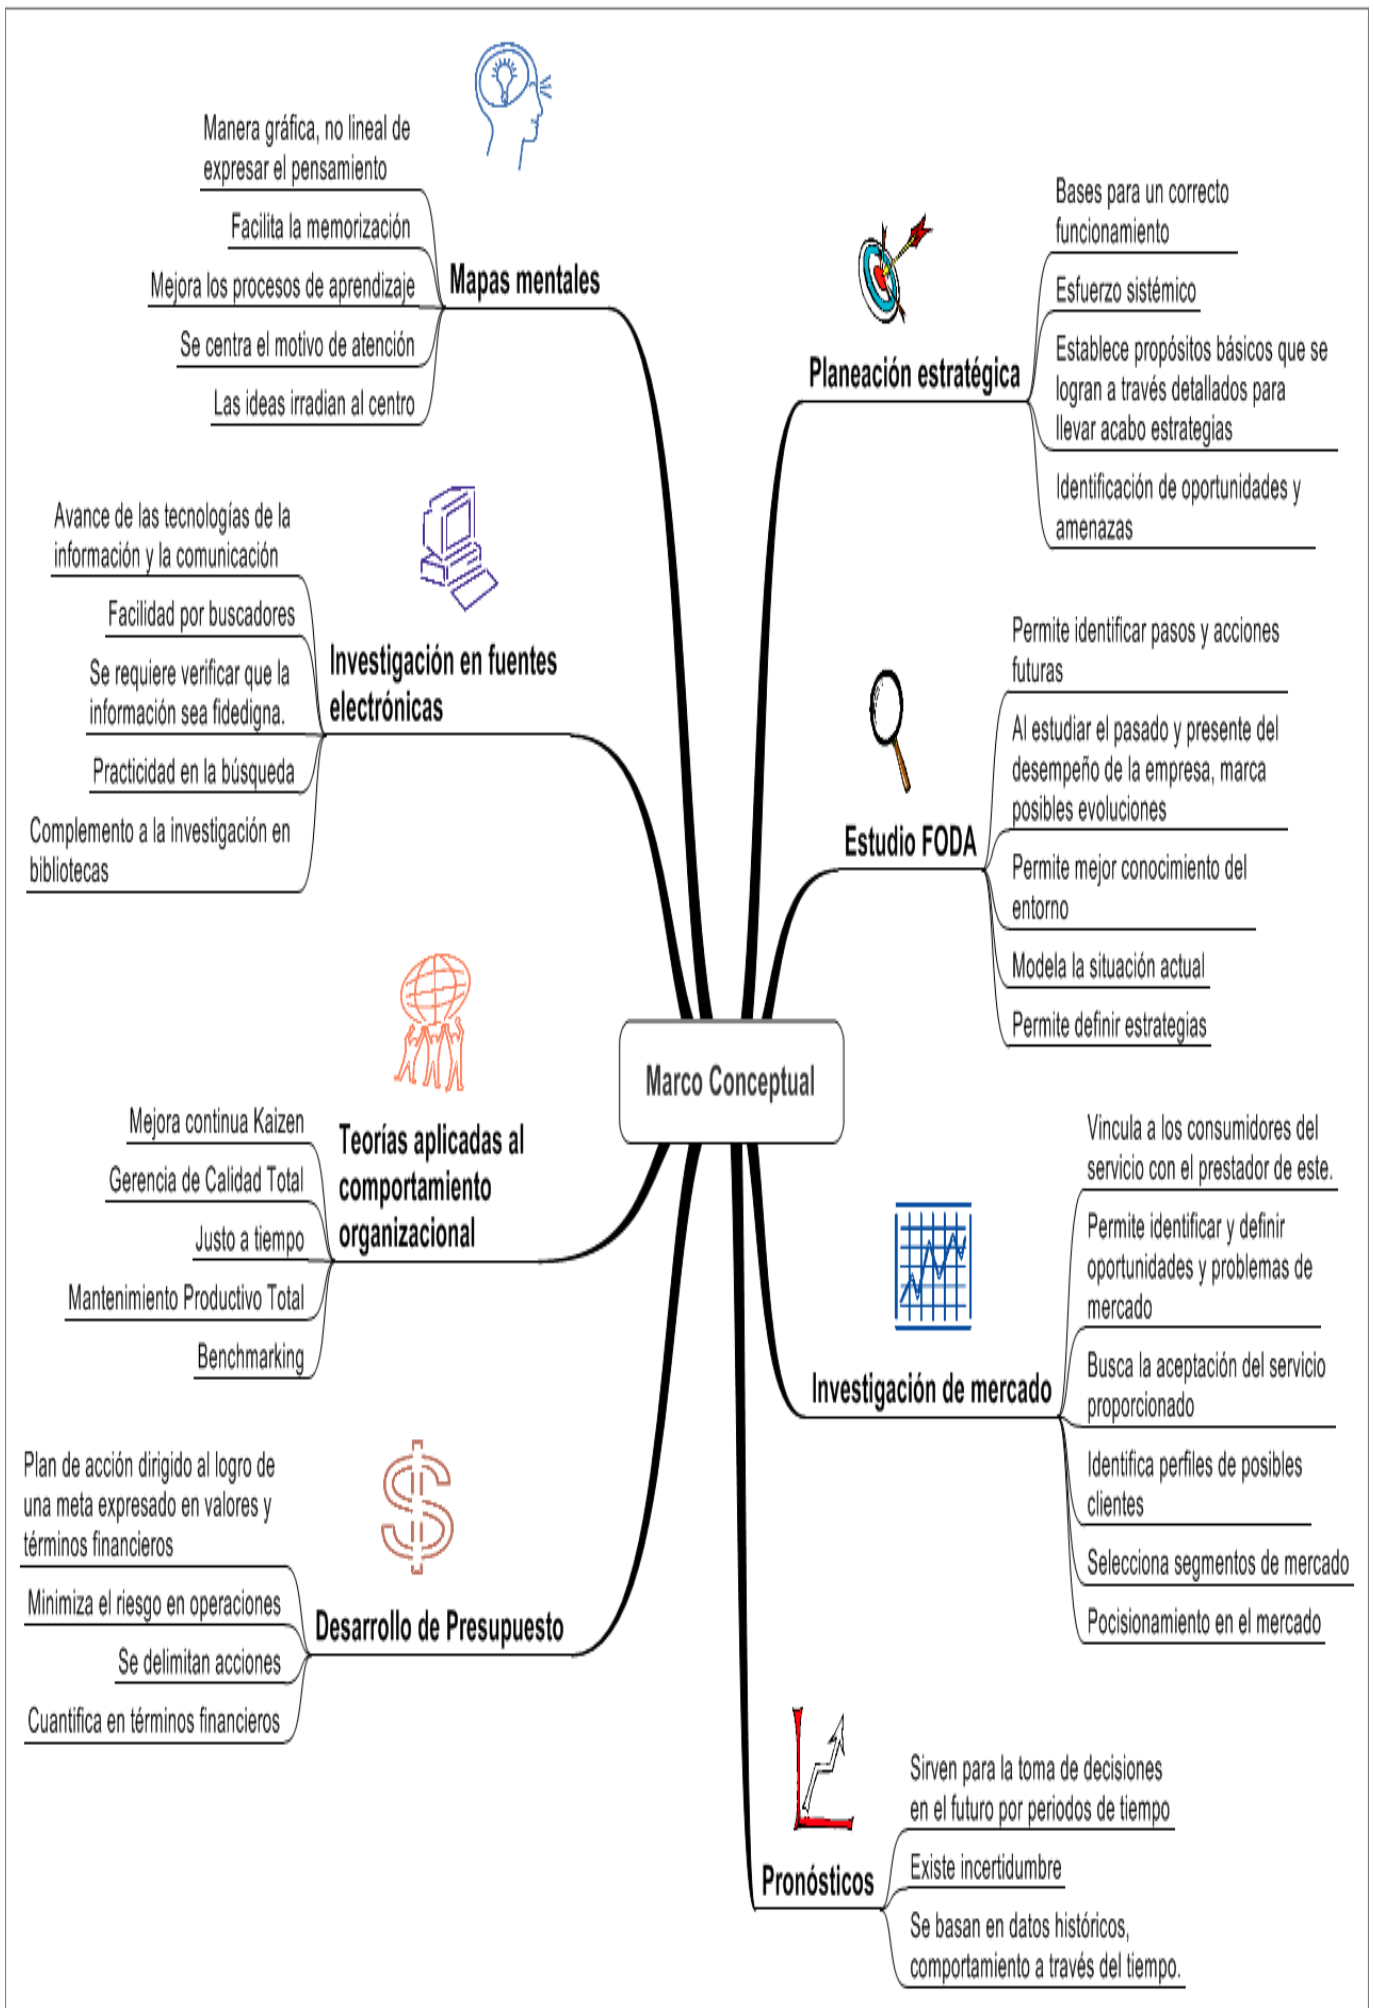 Manera gráfica, no lineal de
expresar el pensamiento
Facilita la memorización
Mejora los procesos de aprendizaje
Se centra el motivo de atención
Las ideas irradian al centro
Mapas mentales
Avance de las tecnologías de la
información y la comunicación
Facilidad por buscadores
Se requiere verificar que la
información sea fidedigna.
Practicidad en la búsqueda
Complemento a la investigación en
bibliotecas
Investigación en fuentes
electrónicas
Mejora continua Kaizen
Gerencia de Calidad Total
Justo a tiempo
Mantenimiento Productivo Total
Benchmarking
Teorías aplicadas al
comportamiento
organizacional
Plan de acción dirigido al logro de
una meta expresado en valores y
términos financieros
Minimiza el riesgo en operaciones
Se delimitan acciones
Cuantifica en términos financieros
Desarrollo de Presupuesto
Marco Conceptual
Planeación estratégica
Bases para un correcto
funcionamiento
Esfuerzo sistémico
Establece propósitos básicos que se
logran a través detallados para
llevar acabo estrategias
Identificación de oportunidades y
amenazas
Estudio FODA
Permite identificar pasos y acciones
futuras
Al estudiar el pasado y presente del
desempeño de la empresa, marca
posibles evoluciones
Permite mejor conocimiento del
entorno
Modela la situación actual
Permite definir estrategias
Investigación de mercado
Vincula a los consumidores del
servicio con el prestador de este.
Permite identificar y definir
oportunidades y problemas de
mercado
Busca la aceptación del servicio
proporcionado
Identifica perfiles de posibles
clientes
Selecciona segmentos de mercado
Pocisionamiento en el mercado
Pronósticos
Sirven para la toma de decisiones
en el futuro por periodos de tiempo
Existe incertidumbre
Se basan en datos históricos,
comportamiento a través del tiempo.